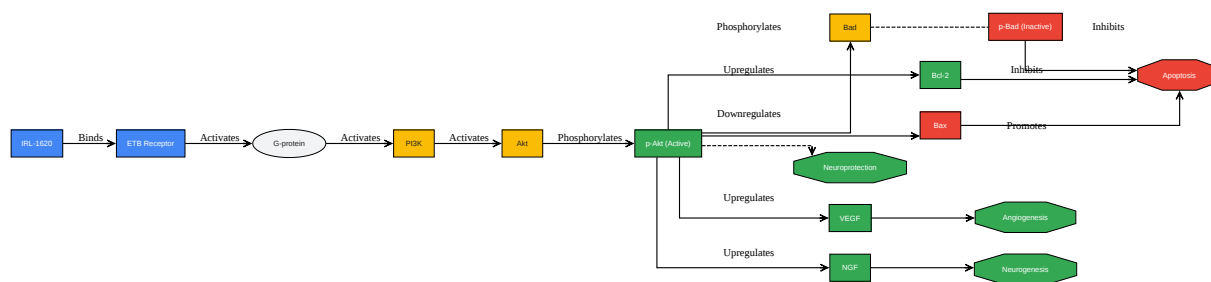 Phosphorylates
Bad
p-Bad (Inactive)
Inhibits
Upregulates
Bcl-2
Inhibits
Apoptosis
Downregulates
Bax
Promotes
IRL-1620
Binds
ETB Receptor
Activates
G-protein
Activates
PI3K
Activates
Akt
Phosphorylates
p-Akt (Active)
Neuroprotection
Upregulates
VEGF
Angiogenesis
Upregulates
NGF
Neurogenesis